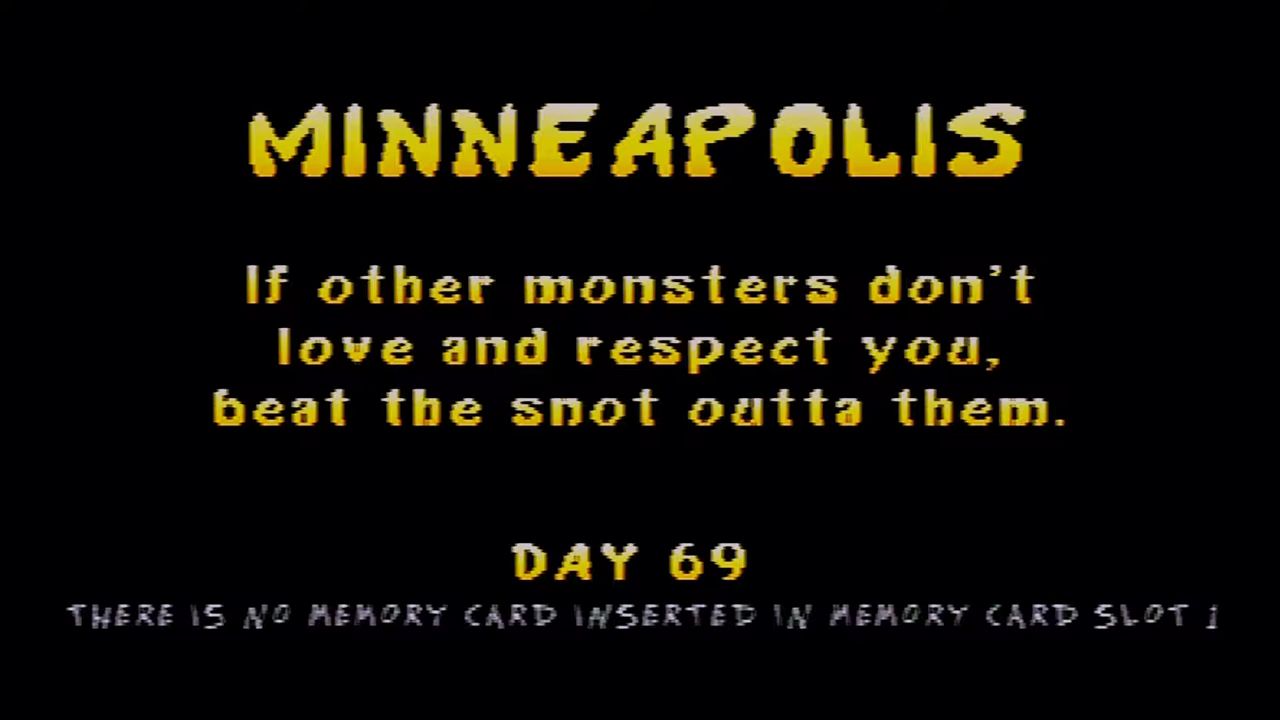 MINNEAPOLIS
If other monsters don't
love and respect you,
beat the snot outta them.
DAY 69
THERE IS NO MEMORY CARD INSERTED IN MEMORY CARD SLOT 1